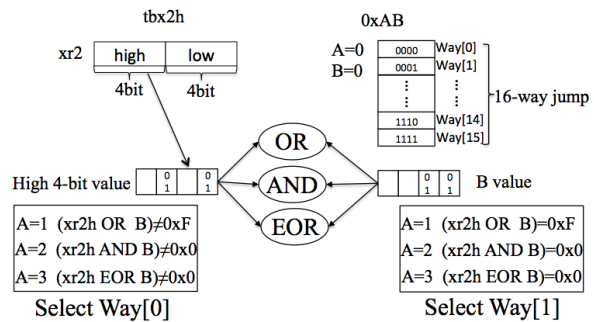 tbx2h
0xAB
xr2
high
low
4bit
4bit
A=0
B=0
0000
Way[0]
0001
Way[1]
16-way jump
1110
Way[14]
1111
Way[15]
OR
AND
EOR
High 4-bit value
0
1
0
1
0
1
0
1
B value
A=1 (xr2h OR B)≠0xF
A=2 (xr2h AND B)≠0x0
A=3 (xr2h EOR B)≠0x0
Select Way[0]
A=1 (xr2h OR B)=0xF
A=2 (xr2h AND B)=0x0
A=3 (xr2h EOR B)=0x0
Select Way[1]